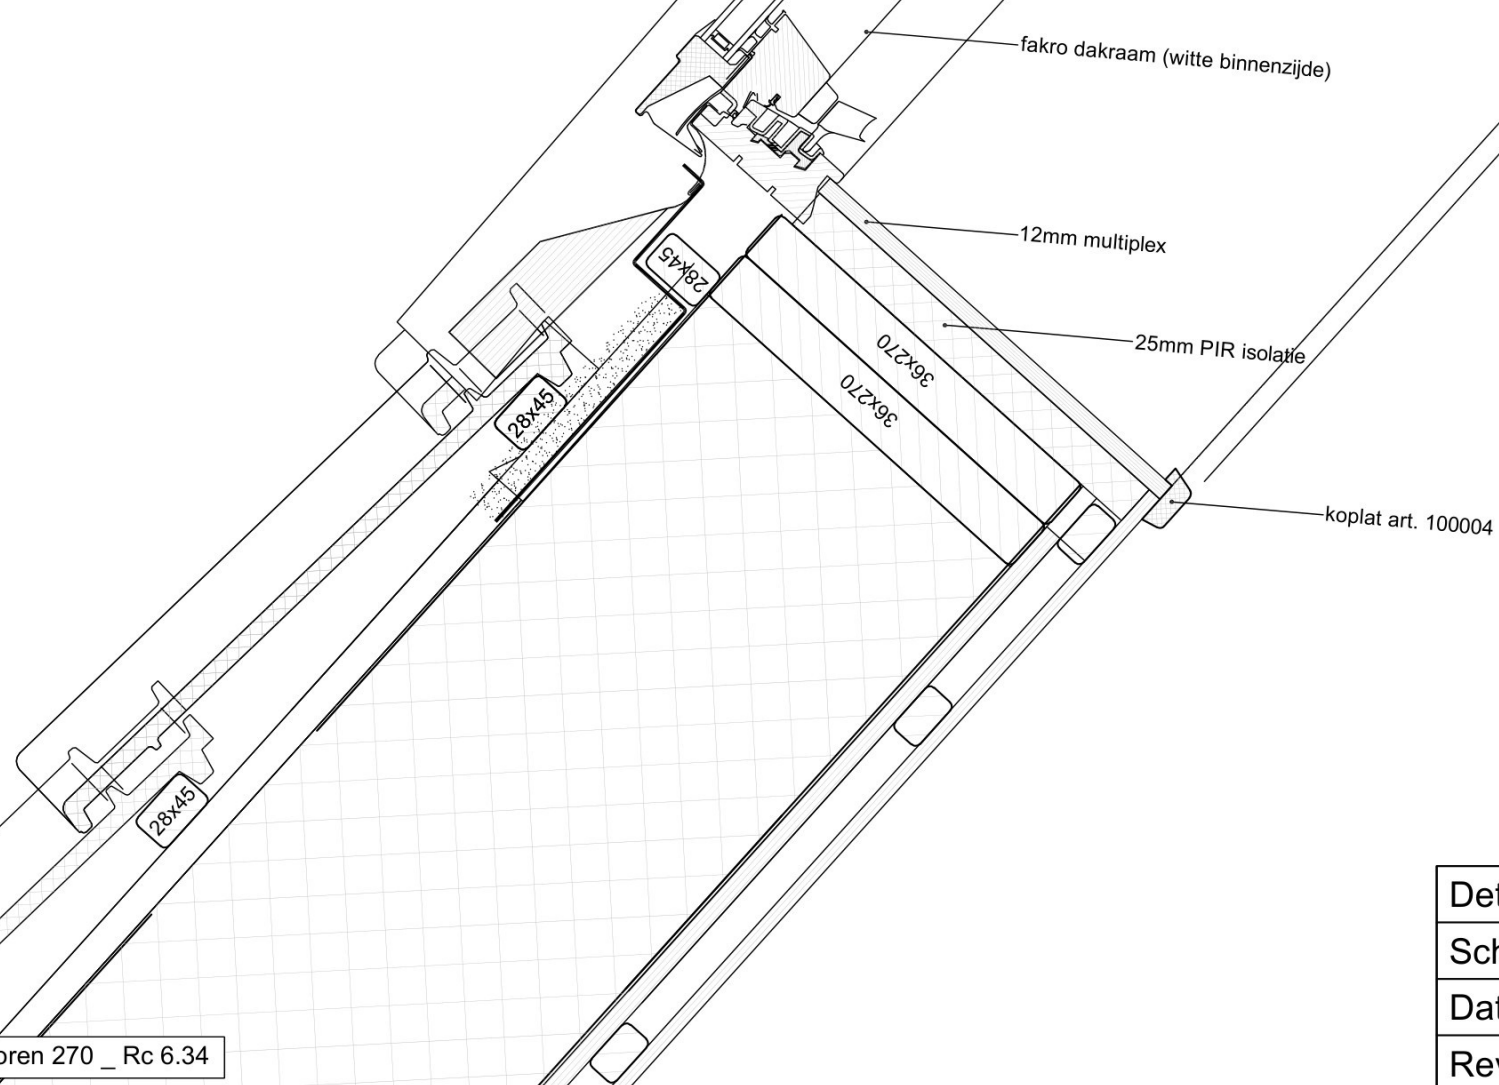 fakro dakraam (witte binnenzijde)
12mm multiplex
28x45
25mm PIR isolatie
36x270
36x270
28x45
koplat art. 100004
28x45
Det
Sch
Dat
Rev
oren 270 _ Rc 6.34